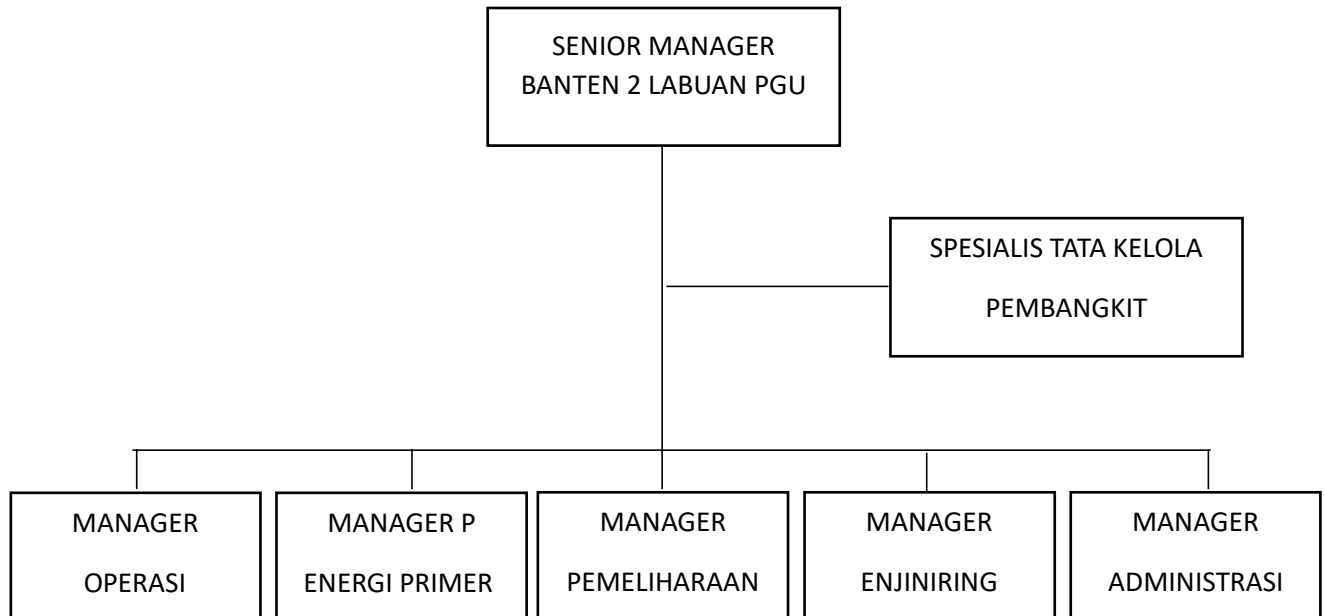 SENIOR MANAGER
BANTEN 2 LABUAN PGU
SPESIALIS TATA KELOLA
PEMBANGKIT
MANAGER
OPERASI
MANAGER P
ENERGI PRIMER
MANAGER
PEMELIHARAAN
MANAGER
ENJINIRING
MANAGER
ADMINISTRASI